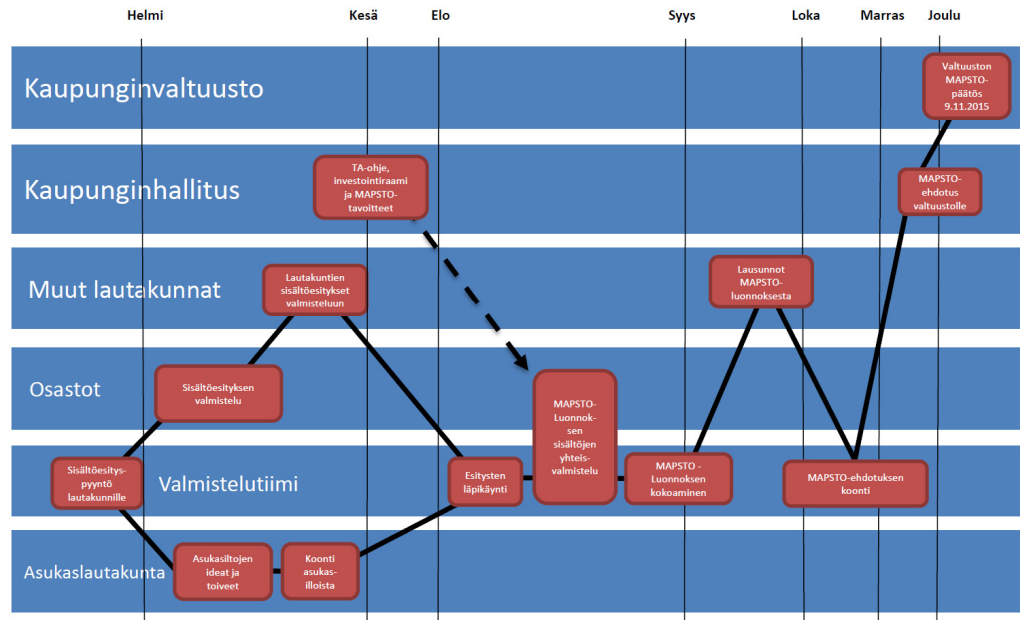 Helmi Kesä Elo Syys Loka Marras Joulu
Kaupunginvaltuusto
Valtuuston
MAPSTO-
päätös
9.11.2015
Kaupunginhallitus
TA-ohje,
investointiraami
ja MAPSTO-
tavoitteet
MAPSTO-
ehdotus
valtuustolle
Muut lautakunnat
Lautakuntien
sisältöesitykset
valmisteluun
Lausunnot
MAPSTO-
luonnoksesta
Osastot
Sisältöesityksen
valmistelu
MAPSTO-
Luonnok-
sen
sisältöjen
yhteis-
valmistelu
Sisältöesitys-
pyyntö
lautakunnille
Valmistelutiimi
Esitysten
läpikäynti
MAPSTO -
Luonnoksen
kokoaminen
MAPSTO-ehdotuksen
koonti
Asukaslautakunta
Asukasiltojen
ideat ja
toiveet
Koonti
asukas-
illoista